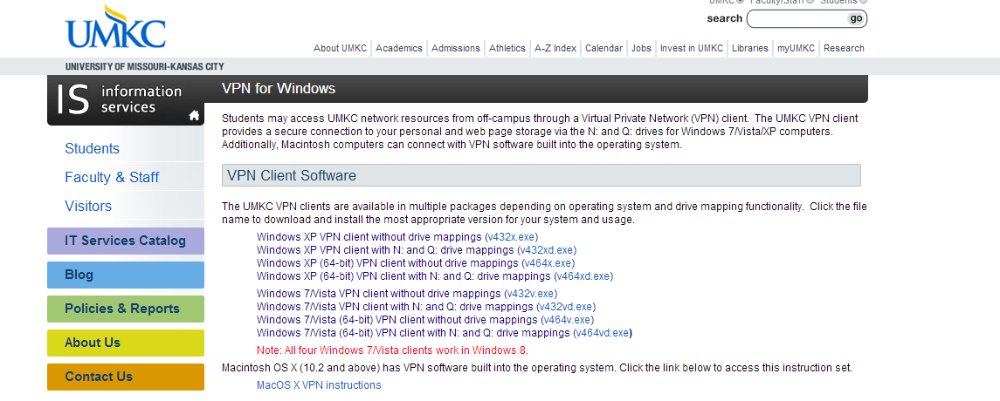 UMKC Faculty/Staff Students
search go
UMKC
About UMKC Academics Admissions Athletics A-Z Index Calendar Jobs Invest in UMKC Libraries myUMKC Research
UNIVERSITY OF MISSOURI-KANSAS CITY
IS information services
VPN for Windows
Students may access UMKC network resources from off-campus through a Virtual Private Network (VPN) client. The UMKC VPN client
provides a secure connection to your personal and web page storage via the N: and Q: drives for Windows 7/Vista/XP computers.
Additionally, Macintosh computers can connect with VPN software built into the operating system.
Students
Faculty & Staff
Visitors
IT Services Catalog
Blog
Policies & Reports
About Us
Contact Us
VPN Client Software
The UMKC VPN clients are available in multiple packages depending on operating system and drive mapping functionality. Click the file
name to download and install the most appropriate version for your system and usage.
Windows XP VPN client without drive mappings (v432x.exe)
Windows XP VPN client with N: and Q: drive mappings (v432xd.exe)
Windows XP (64-bit) VPN client without drive mappings (v464x.exe)
Windows XP (64-bit) VPN client with N: and Q: drive mappings (v464xd.exe)
Windows 7/Vista VPN client without drive mappings (v432v.exe)
Windows 7/Vista VPN client with N: and Q: drive mappings (v432vd.exe)
Windows 7/Vista (64-bit) VPN client without drive mappings (v464v.exe)
Windows 7/Vista (64-bit) VPN client with N: and Q: drive mappings (v464vd.exe)
Note: All four Windows 7/Vista clients work in Windows 8.
Macintosh OS X (10.2 and above) has VPN software built into the operating system. Click the link below to access this instruction set.
MacOS X VPN instructions